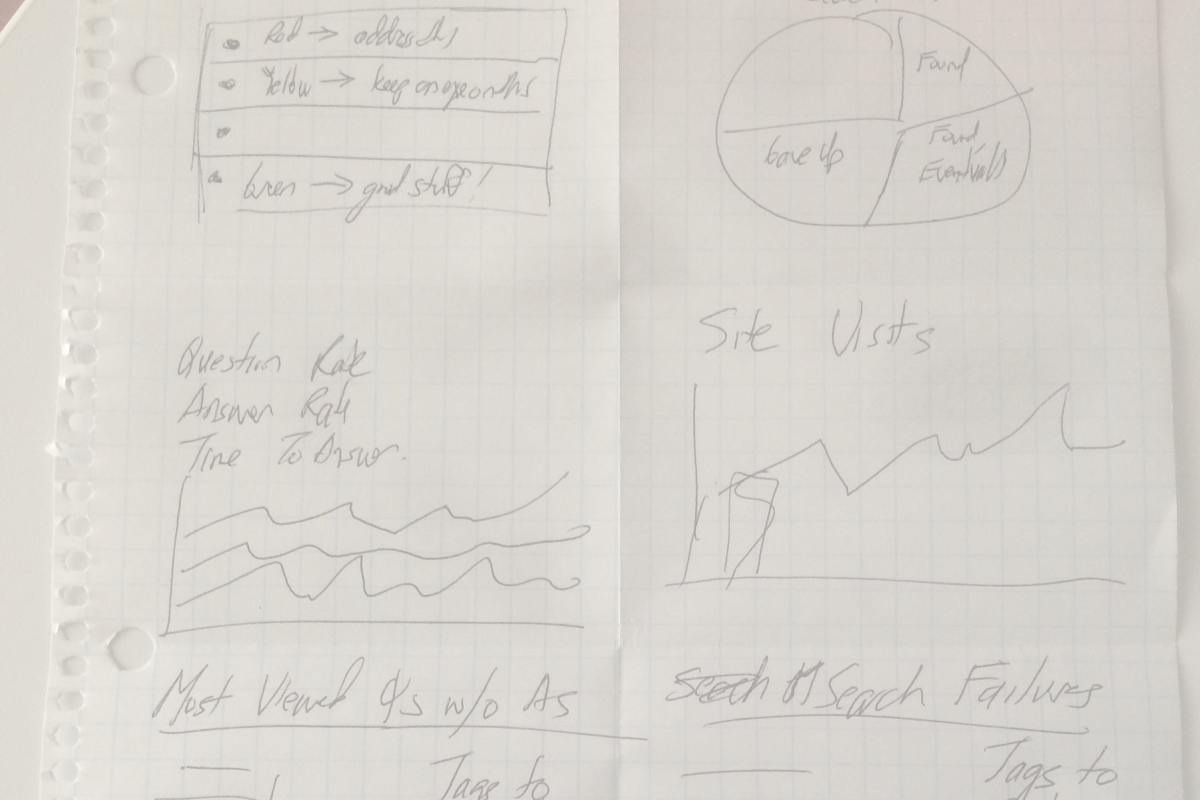 Red → address this
Yellow → keep an eye on this
Green → good stuff!
Found
Gave Up
Found
Eventually
Question Rate
Answer Rate
Time To Answer.
Site Visits
Most Viewed Q's w/o As
Search Failures
Tags to
Tags to